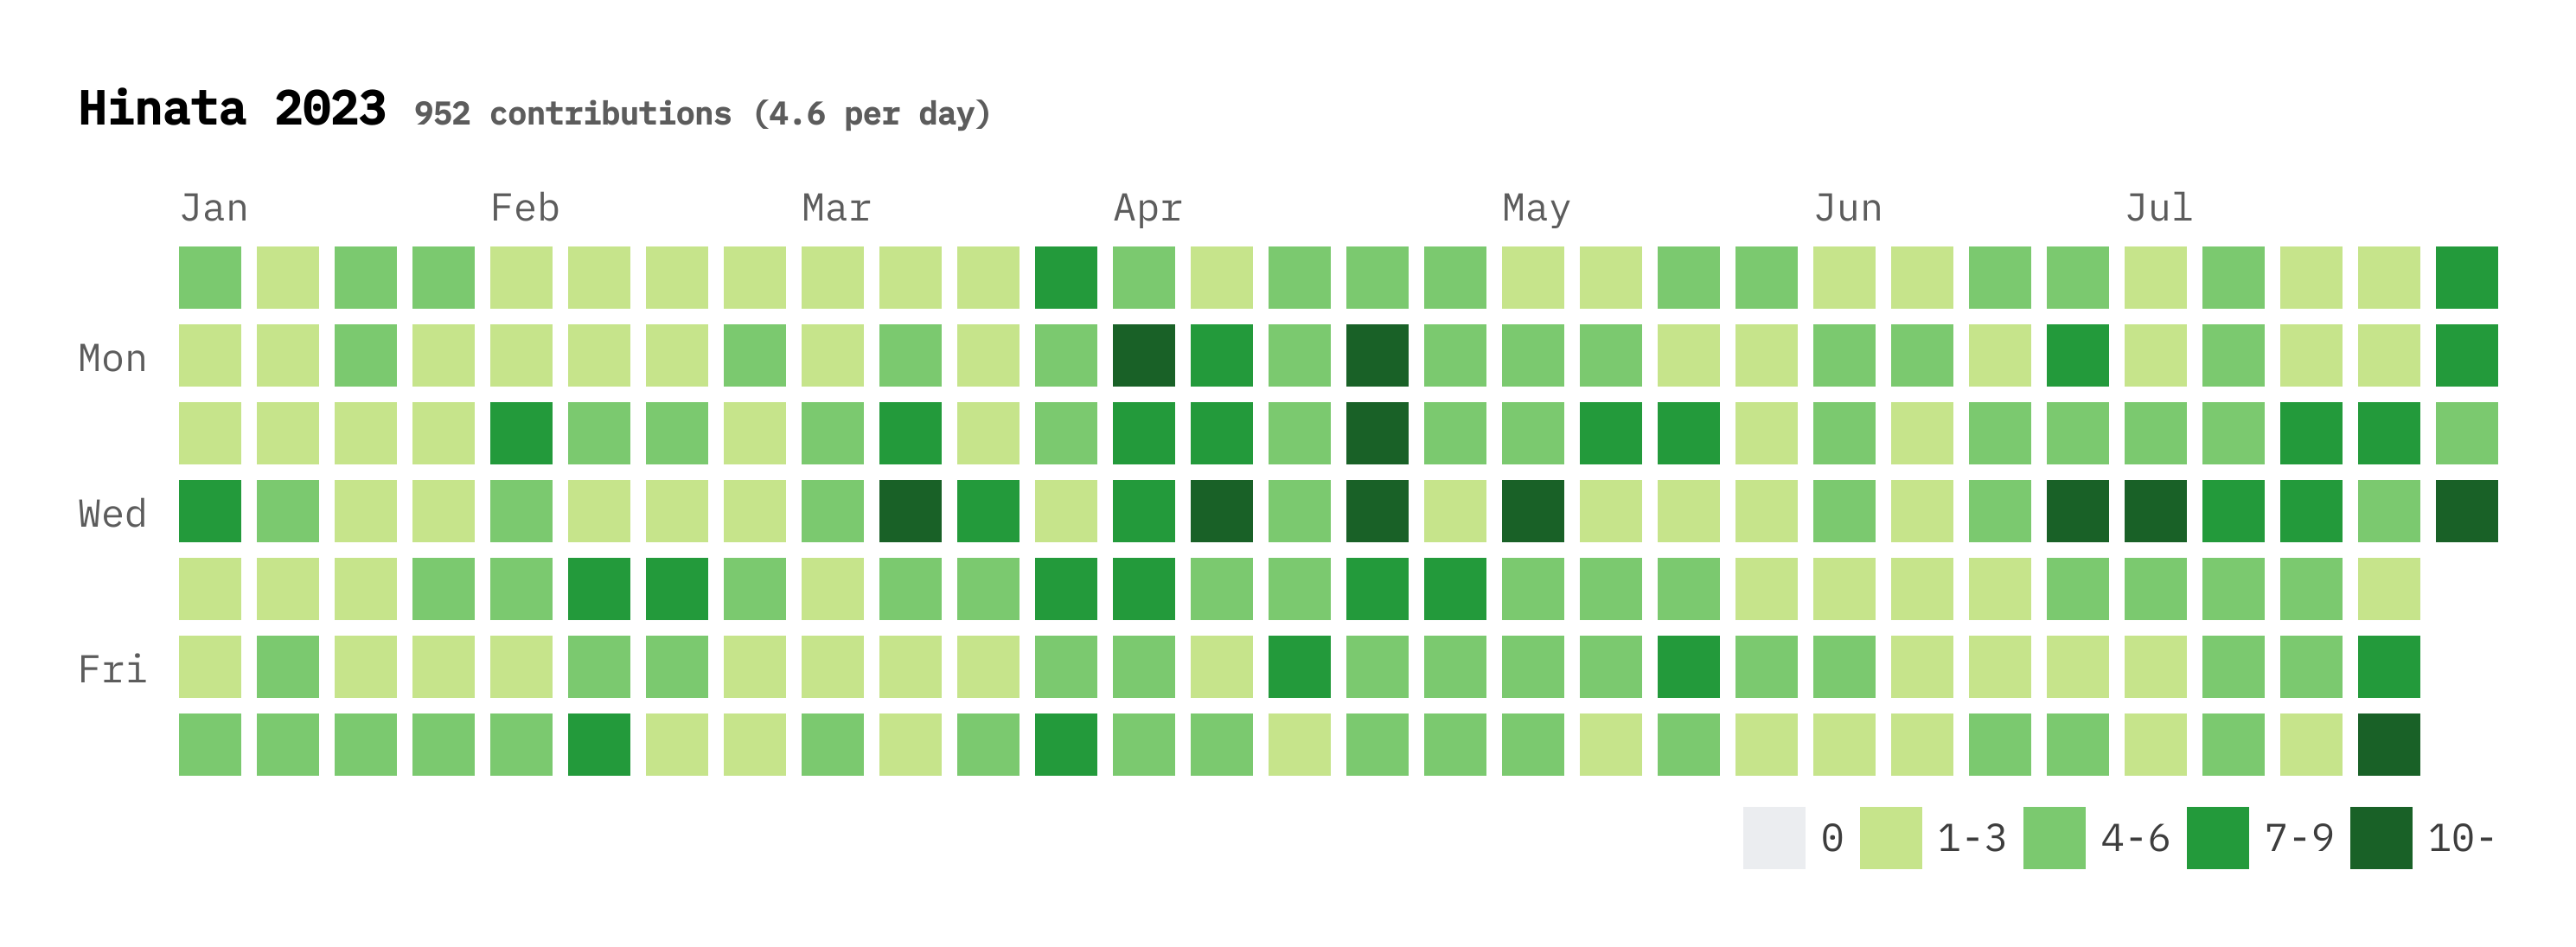 Hinata 2023 952 contributions (4.6 per day)
Jan Feb Mar Apr May Jun Jul
Mon
Wed
Fri
0 1-3 4-6 7-9 10-